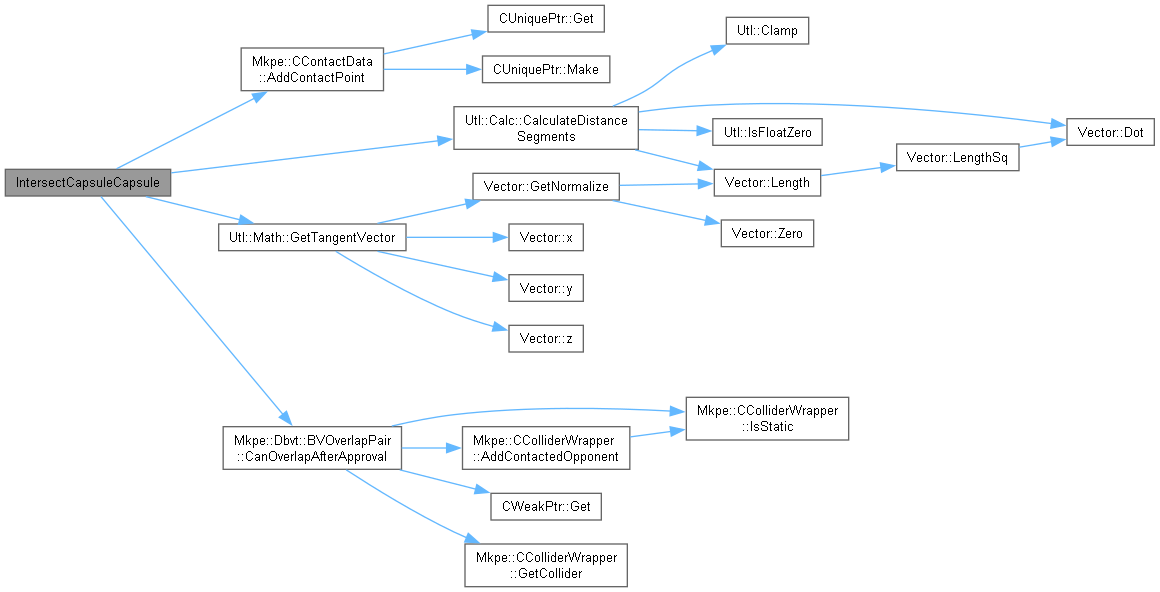 IntersectCapsuleCapsule
Mkpe::CContactData
::AddContactPoint
CUniquePtr::Get
CUniquePtr::Make
Utl::Calc::CalculateDistance
Segments
Utl::Clamp
Vector::Dot
Utl::IsFloatZero
Vector::Length
Vector::LengthSq
Utl::Math::GetTangentVector
Vector::GetNormalize
Vector::Zero
Vector::x
Vector::y
Vector::z
Mkpe::Dbvt::BVOverlapPair
::CanOverlapAfterApproval
Mkpe::CColliderWrapper
::IsStatic
Mkpe::CColliderWrapper
::AddContactedOpponent
CWeakPtr::Get
Mkpe::CColliderWrapper
::GetCollider